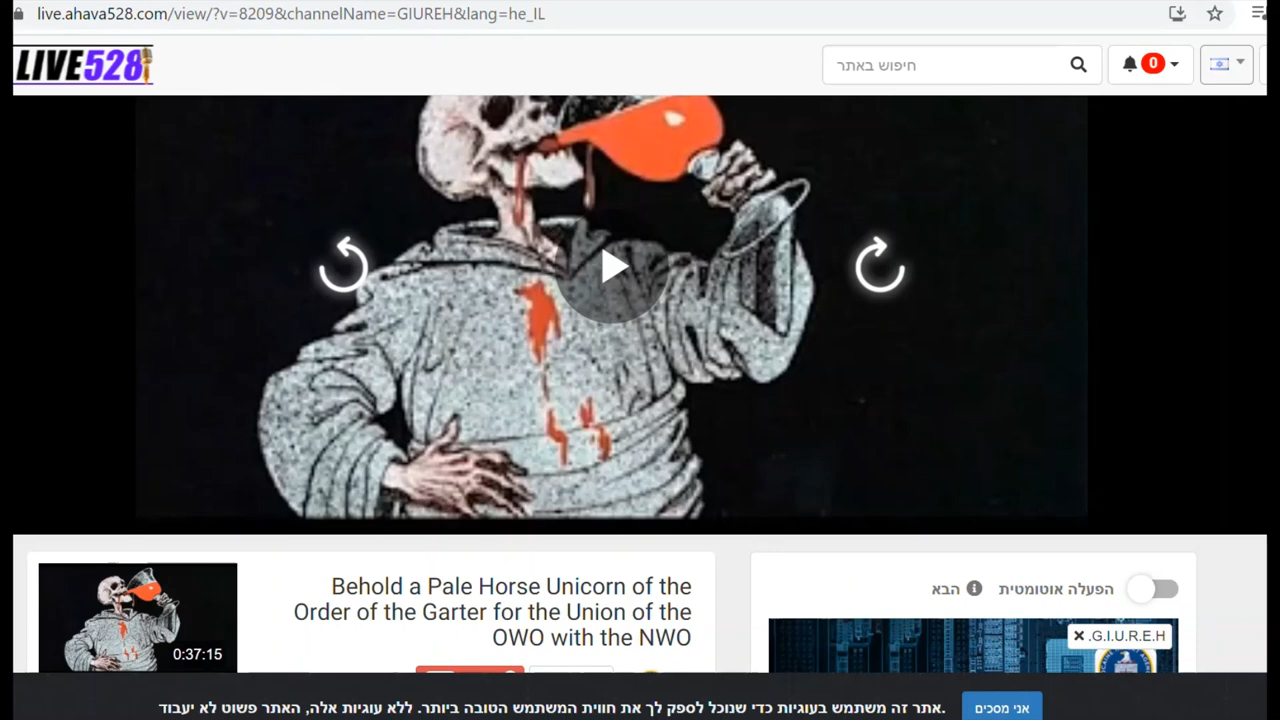 live.ahava528.com/view/?v=8209&channelName=GIUREH&lang=he_IL
LIVE528
חיפוש באתר
0
Behold a Pale Horse Unicorn of the
Order of the Garter for the Union of the
OWO with the NWO
0:37:15
הפעלה אוטומטית
הבא
✕ .G.I.U.R.E.H
אתר זה משתמש בעוגיות כדי שנוכל לספק לך את חווית המשתמש הטובה ביותר. ללא עוגיות אלה, האתר פשוט לא יעבוד.
אני מסכים